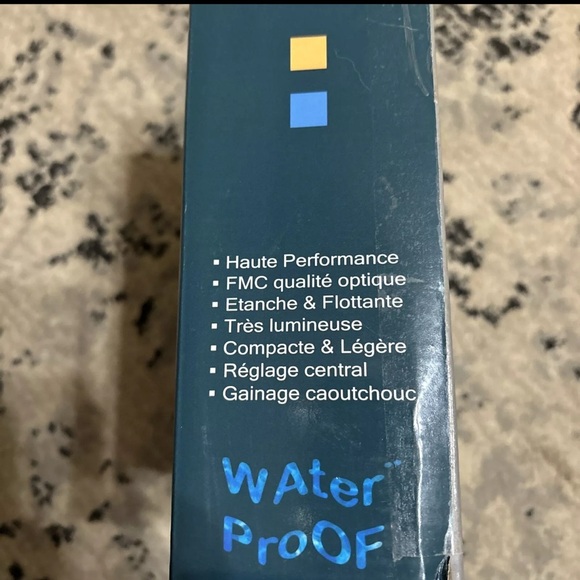 ▪ Haute Performance
▪ FMC qualité optique
▪ Etanche & Flottante
▪ Très lumineuse
▪ Compacte & Légère
▪ Réglage central
▪ Gainage caoutchouc
WAter
ProOF